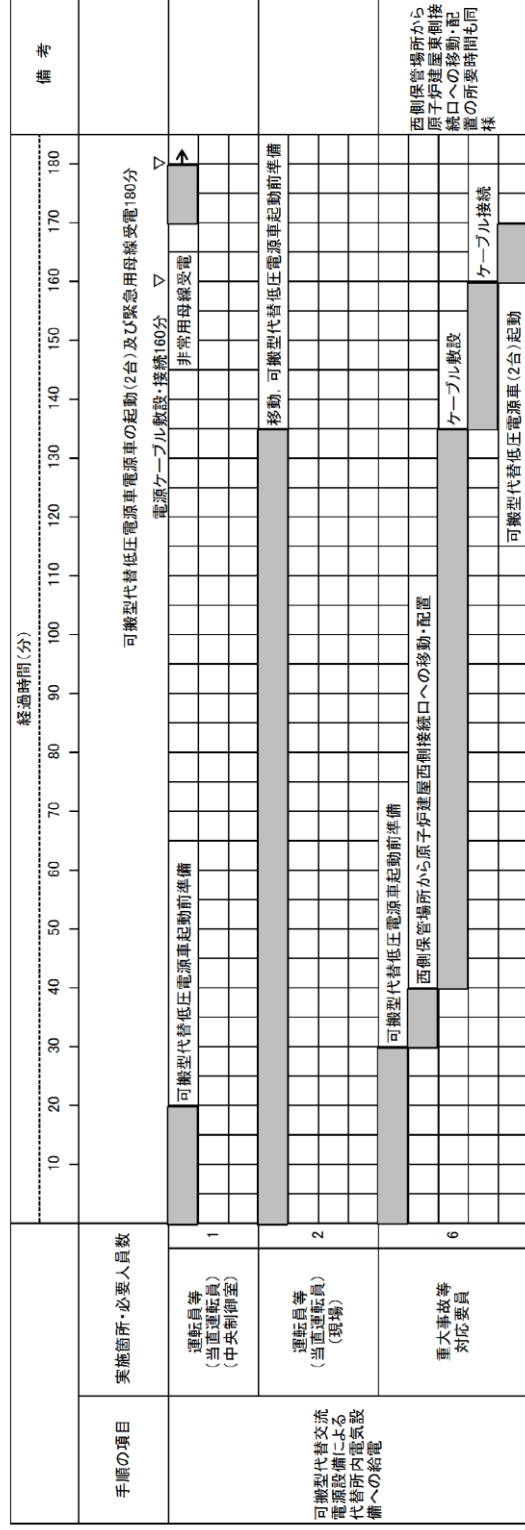 手順の項目
実施箇所・必要人員数
経過時間(分)
10 20 30 40 50 60 70 80 90 100 110 120 130 140 150 160 170 180
備 考
可搬型代替低圧電源車電源車の起動(2台)及び緊急用母線受電180分
電源ケーブル敷設・接続160分
可搬型代替交流
電源設備による
代替所内電気設
備への給電
運転員等
(当直運転員)
(中央制御室)
1
可搬型代替低圧電源車起動前準備
非常用母線受電
運転員等
(当直運転員)
(現場)
2
移動，可搬型代替低圧電源車起動前準備
重大事故等
対応要員
6
可搬型代替低圧電源車起動前準備
西側保管場所から原子炉建屋西側接続口への移動・配置
ケーブル敷設
ケーブル接続
可搬型代替低圧電源車(2台)起動
西側保管場所から
原子炉建屋東側接
続口への移動・配
置の所要時間も同
様